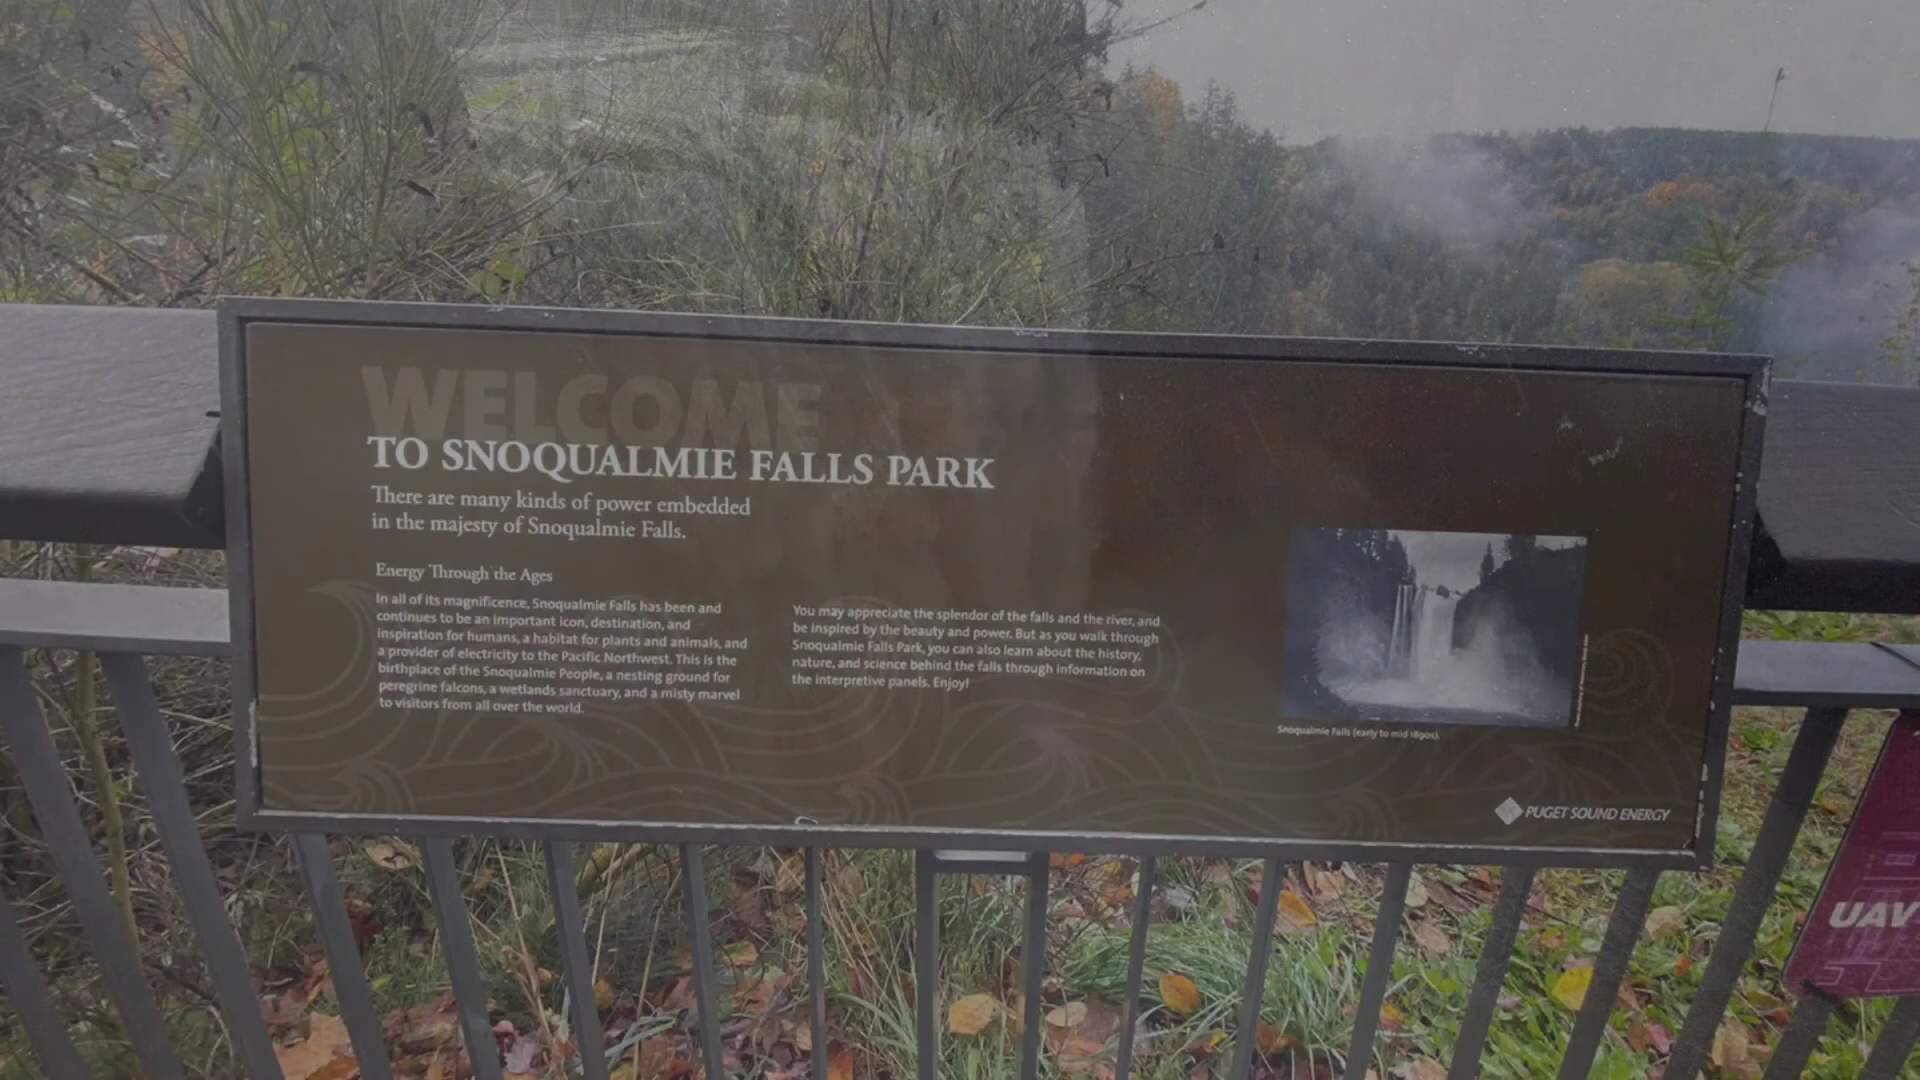 WELCOME
TO SNOQUALMIE FALLS PARK
There are many kinds of power embedded
in the majesty of Snoqualmie Falls.
Energy Through the Ages
In all of its magnificence, Snoqualmie Falls has been and
continues to be an important icon, destination, and
inspiration for humans, a habitat for plants and animals, and
a provider of electricity to the Pacific Northwest. This is the
birthplace of the Snoqualmie People, a nesting ground for
peregrine falcons, a wetlands sanctuary, and a misty marvel
to visitors from all over the world.
You may appreciate the splendor of the falls and the river, and
be inspired by the beauty and power. But as you walk through
Snoqualmie Falls Park, you can also learn about the history,
nature, and science behind the falls through information on
the interpretive panels. Enjoy!
Snoqualmie Falls (early to mid 1890s).
PUGET SOUND ENERGY
UAV